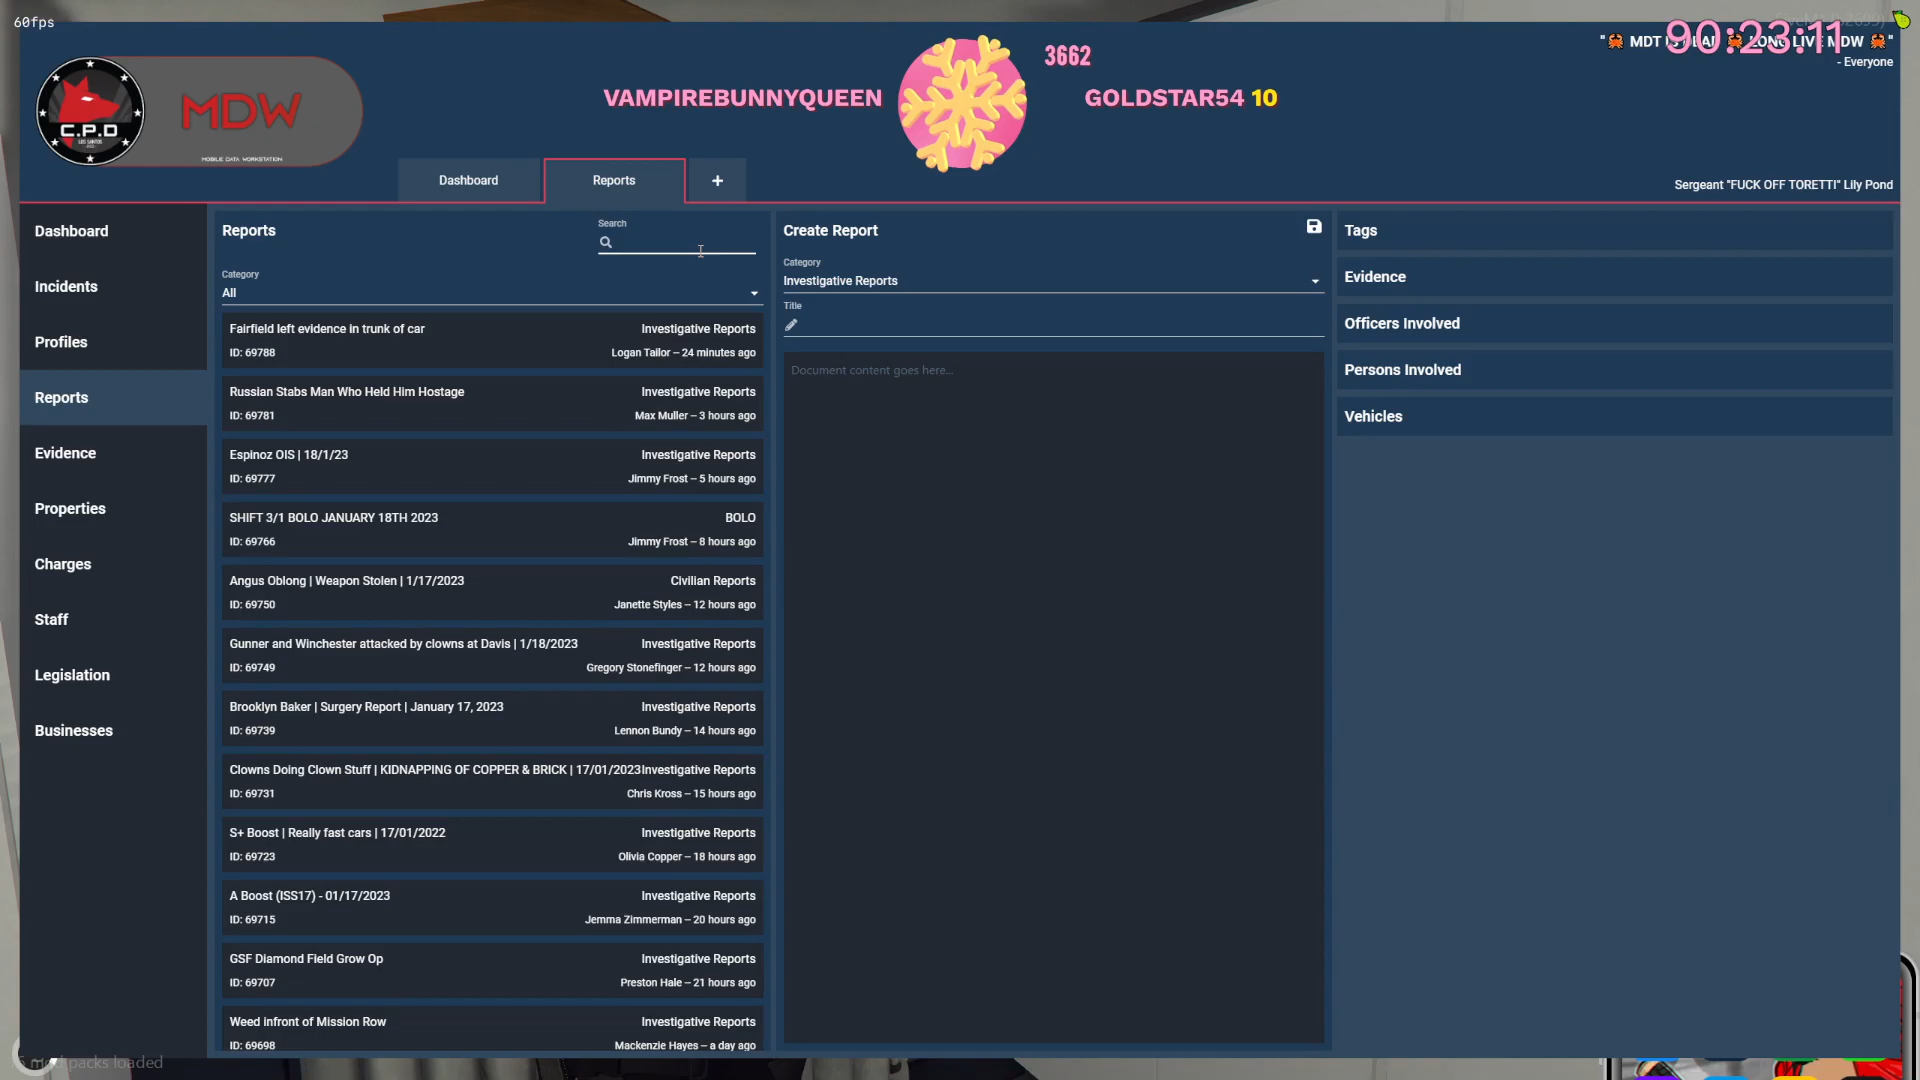 60fps
90:23:11
" 🦀 MDT IS DEAD 🦀 LONG LIVE MDW 🦀 "
- Everyone
C.P.D
LOS SANTOS
MDW
MOBILE DATA WORKSTATION
3662
VAMPIREBUNNYQUEEN
GOLDSTAR54 10
Dashboard
Reports
+
Sergeant "FUCK OFF TORETTI" Lily Pond
Dashboard
Incidents
Profiles
Reports
Evidence
Properties
Charges
Staff
Legislation
Businesses
Reports
Search
Category
All
Fairfield left evidence in trunk of car Investigative Reports
ID: 69788 Logan Tailor – 24 minutes ago
Russian Stabs Man Who Held Him Hostage Investigative Reports
ID: 69781 Max Muller – 3 hours ago
Espinoz OIS | 18/1/23 Investigative Reports
ID: 69777 Jimmy Frost – 5 hours ago
SHIFT 3/1 BOLO JANUARY 18TH 2023 BOLO
ID: 69766 Jimmy Frost – 8 hours ago
Angus Oblong | Weapon Stolen | 1/17/2023 Civilian Reports
ID: 69750 Janette Styles – 12 hours ago
Gunner and Winchester attacked by clowns at Davis | 1/18/2023 Investigative Reports
ID: 69749 Gregory Stonefinger – 12 hours ago
Brooklyn Baker | Surgery Report | January 17, 2023 Investigative Reports
ID: 69739 Lennon Bundy – 14 hours ago
Clowns Doing Clown Stuff | KIDNAPPING OF COPPER & BRICK | 17/01/2023 Investigative Reports
ID: 69731 Chris Kross – 15 hours ago
S+ Boost | Really fast cars | 17/01/2022 Investigative Reports
ID: 69723 Olivia Copper – 18 hours ago
A Boost (ISS17) - 01/17/2023 Investigative Reports
ID: 69715 Jemma Zimmerman – 20 hours ago
GSF Diamond Field Grow Op Investigative Reports
ID: 69707 Preston Hale – 21 hours ago
Weed infront of Mission Row Investigative Reports
ID: 69698 Mackenzie Hayes – a day ago
Create Report
Category
Investigative Reports
Title
Document content goes here...
Tags
Evidence
Officers Involved
Persons Involved
Vehicles
packs loaded